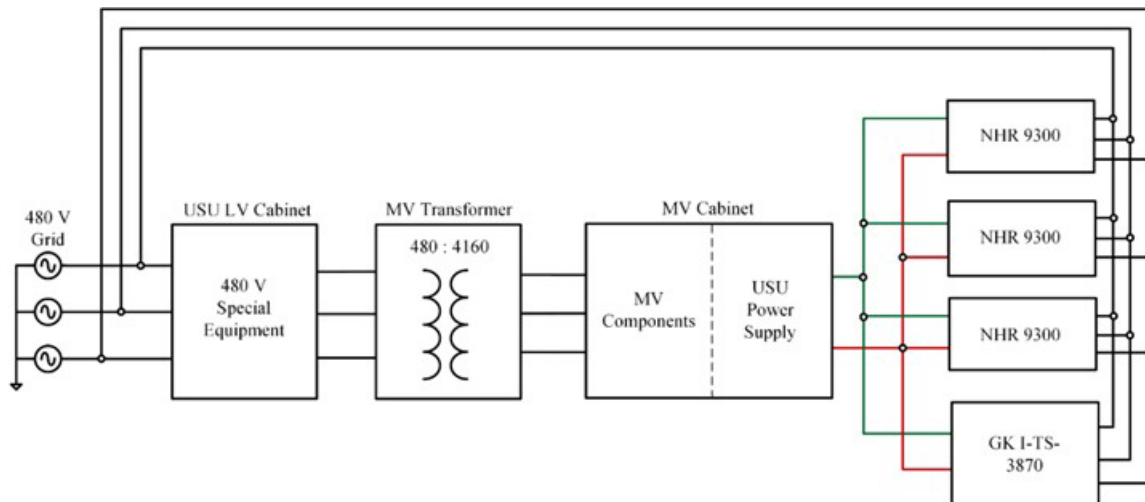 480 V
Grid
USU LV Cabinet
480 V
Special
Equipment
MV Transformer
480 : 4160
MV Cabinet
MV
Components
USU
Power
Supply
NHR 9300
NHR 9300
NHR 9300
GK I-TS-
3870